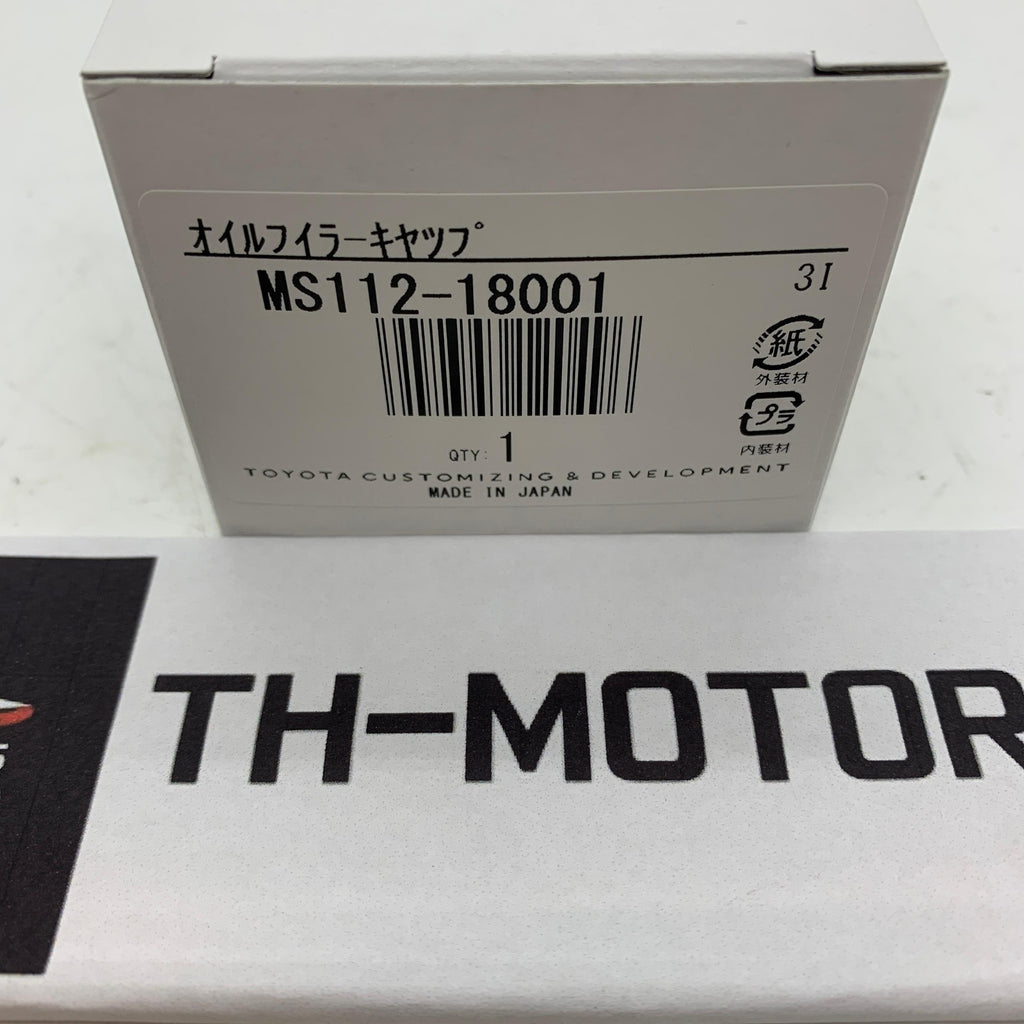 オイルフイラーキヤツプ
MS112-18001
3I
紙
外装材
プラ
内装材
QTY: 1
TOYOTA CUSTOMIZING & DEVELOPMENT
MADE IN JAPAN
TH-MOTOR